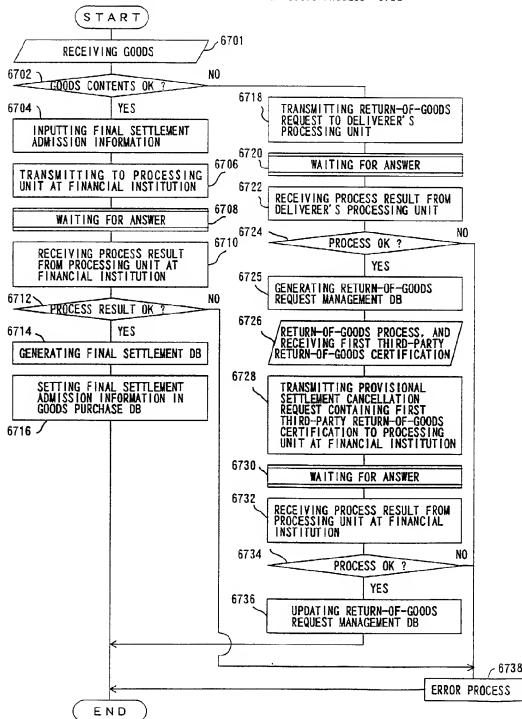 START
RECEIVING GOODS
6701
6702
GOODS CONTENTS OK ?
NO
YES
6704
INPUTTING FINAL SETTLEMENT
ADMISSION INFORMATION
TRANSMITTING TO PROCESSING
UNIT AT FINANCIAL INSTITUTION
6706
WAITING FOR ANSWER
6708
RECEIVING PROCESS RESULT
FROM PROCESSING UNIT AT
FINANCIAL INSTITUTION
6710
6712
PROCESS RESULT OK ?
NO
YES
6714
GENERATING FINAL SETTLEMENT DB
SETTING FINAL SETTLEMENT
ADMISSION INFORMATION IN
GOODS PURCHASE DB
6716
6718
TRANSMITTING RETURN-OF-GOODS
REQUEST TO DELIVERER'S
PROCESSING UNIT
6720
WAITING FOR ANSWER
6722
RECEIVING PROCESS RESULT FROM
DELIVERER'S PROCESSING UNIT
6724
PROCESS OK ?
NO
YES
6725
GENERATING RETURN-OF-GOODS
REQUEST MANAGEMENT DB
6726
RETURN-OF-GOODS PROCESS, AND
RECEIVING FIRST THIRD-PARTY
RETURN-OF-GOODS CERTIFICATION
6728
TRANSMITTING PROVISIONAL
SETTLEMENT CANCELLATION
REQUEST CONTAINING FIRST
THIRD-PARTY RETURN-OF-GOODS
CERTIFICATION TO PROCESSING
UNIT AT FINANCIAL INSTITUTION
6730
WAITING FOR ANSWER
6732
RECEIVING PROCESS RESULT FROM
PROCESSING UNIT AT FINANCIAL
INSTITUTION
6734
PROCESS OK ?
NO
YES
6736
UPDATING RETURN-OF-GOODS
REQUEST MANAGEMENT DB
6738
ERROR PROCESS
END